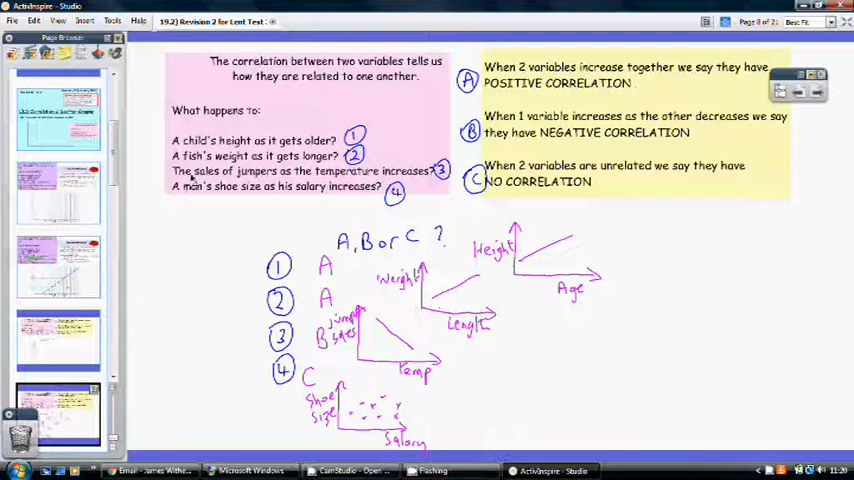 ActivInspire - Studio
File Edit View Insert Tools Help
19.2) Revision 2 for Lent Test
Page 8 of 2
Best Fit
Page Browser
The correlation between two variables tells us
how they are related to one another.
What happens to:
A child's height as it gets older? 1
A fish's weight as it gets longer? 2
The sales of jumpers as the temperature increases? 3
A man's shoe size as his salary increases? 4
A When 2 variables increase together we say they have
POSITIVE CORRELATION
B When 1 variable increases as the other decreases we say
they have NEGATIVE CORRELATION
C When 2 variables are unrelated we say they have
NO CORRELATION
A, B or C ?
1 A
2 A
3 B
4 C
Height
Age
Weight
Length
jumper
sales
Temp
Shoe
Size
Salary
Email - James Withe...
Microsoft Windows
CamStudio - Open ...
Flashing
ActivInspire - Studio
11:20